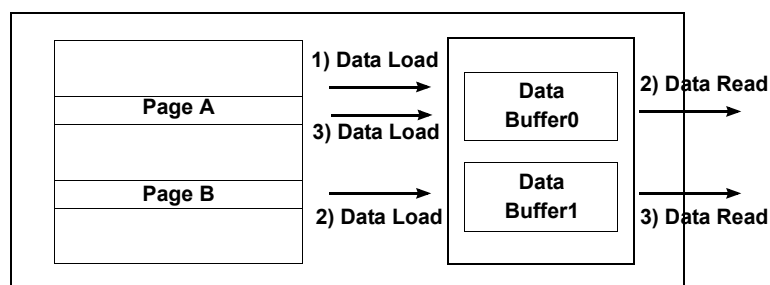 1) Data Load
Page A
3) Data Load
Page B
2) Data Load
Data
Buffer0
Data
Buffer1
2) Data Read
3) Data Read